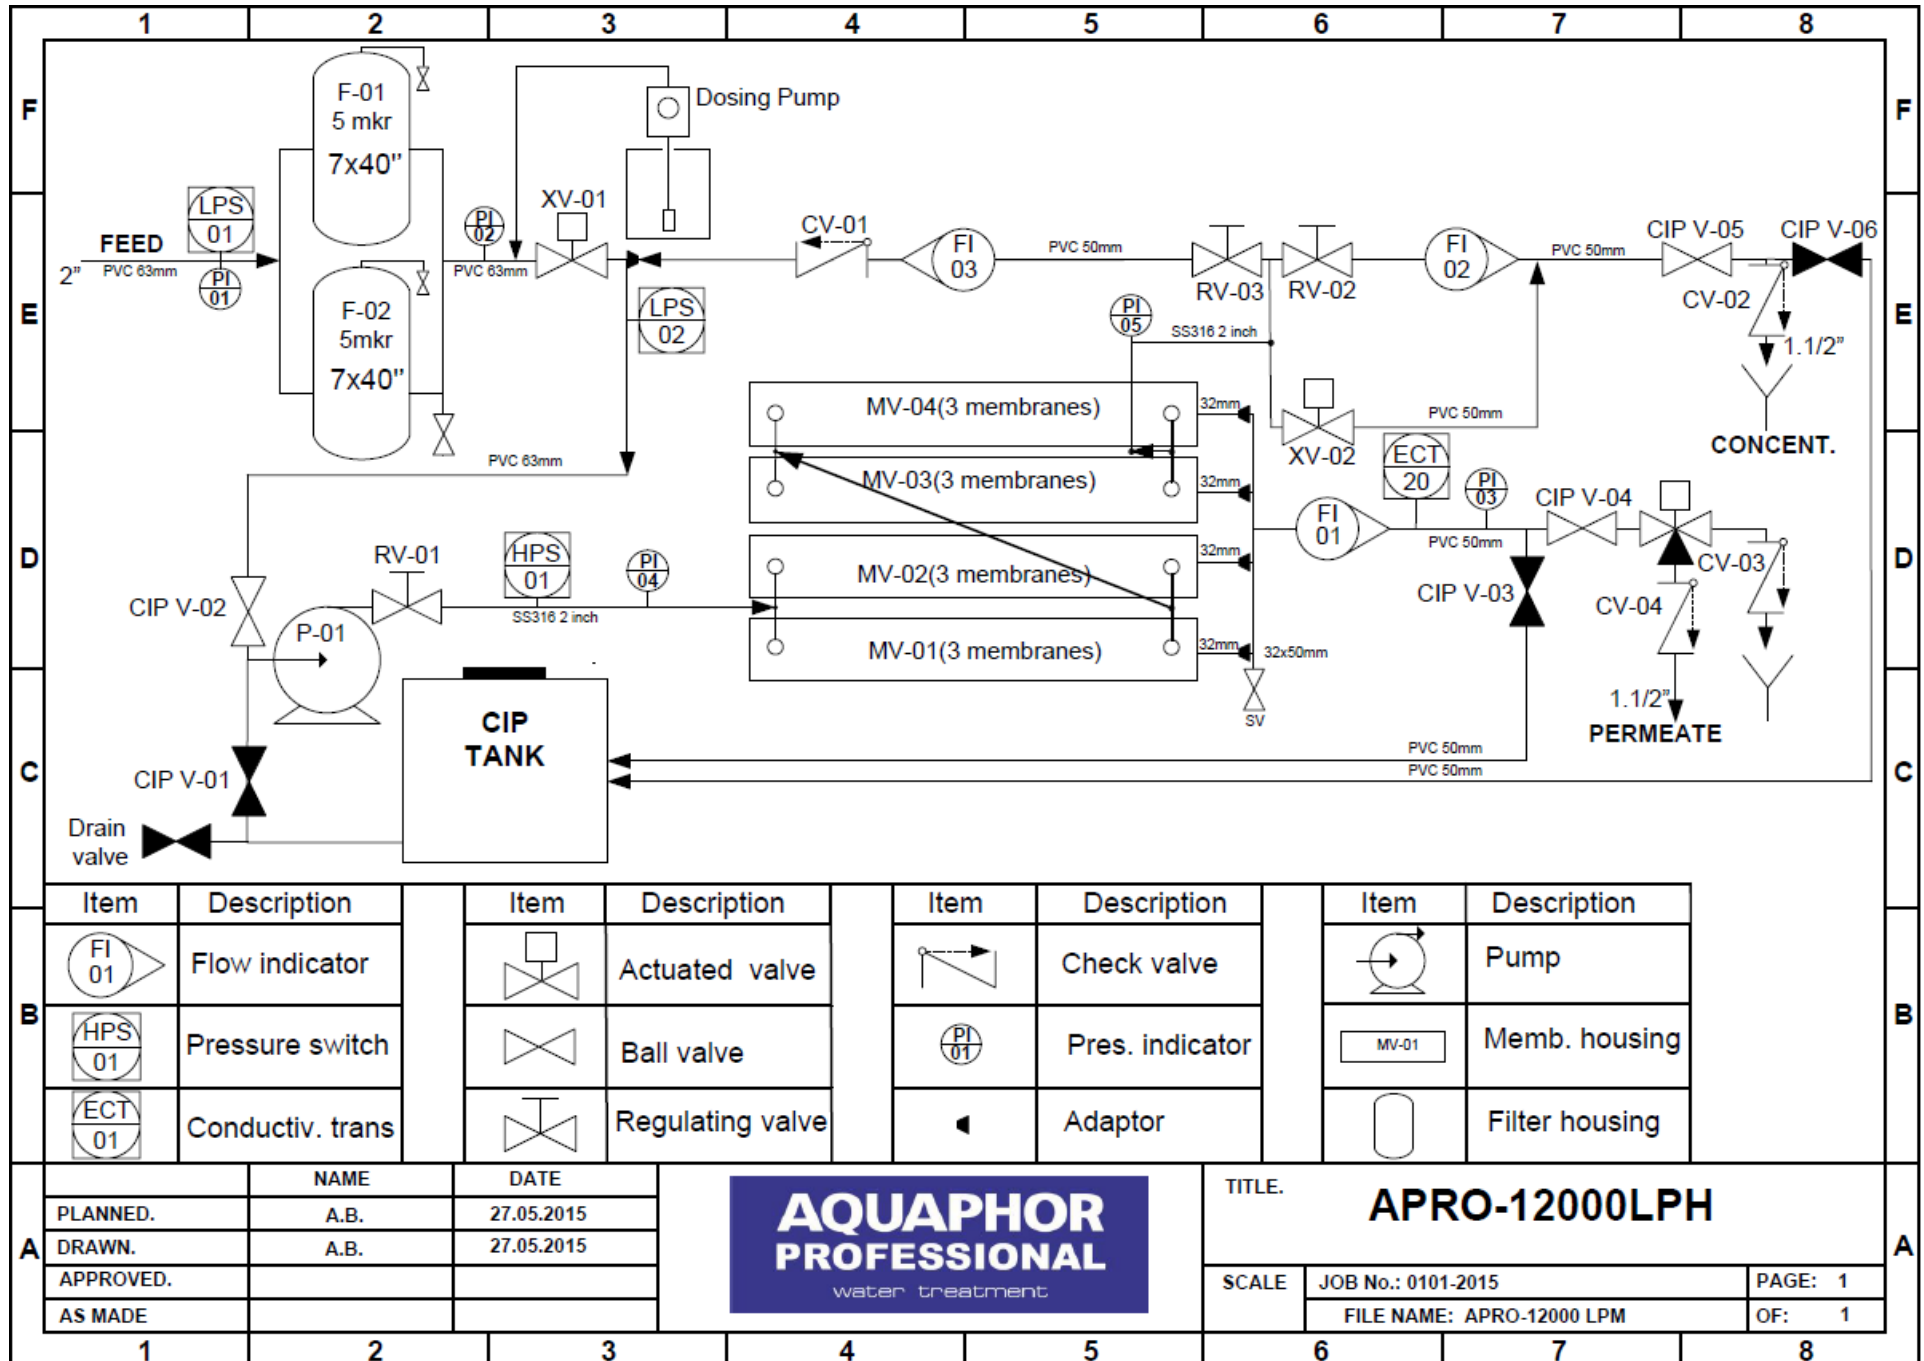 1 2 3 4 5 6 7 8
F
F
E
E
D
D
C
C
B
B
A
A
F-01
5 mkr
7x40"
Dosing Pump
LPS
01
FEED
2"
PVC 63mm
PI
01
F-02
5mkr
7x40"
PI
02
PVC 63mm
XV-01
LPS
02
CV-01
FI
03
PVC 50mm
RV-03
RV-02
FI
02
PVC 50mm
CIP V-05
CIP V-06
CV-02
1.1/2"
CONCENT.
PI
05
SS316 2 inch
XV-02
PVC 50mm
MV-04(3 membranes)
32mm
MV-03(3 membranes)
32mm
MV-02(3 membranes)
32mm
MV-01(3 membranes)
32mm
32x50mm
SV
PVC 63mm
FI
01
ECT
20
PI
03
PVC 50mm
CIP V-04
CIP V-03
CV-03
CV-04
1.1/2"
PERMEATE
CIP V-02
RV-01
P-01
HPS
01
SS316 2 inch
PI
04
CIP
TANK
PVC 50mm
PVC 50mm
CIP V-01
Drain
valve
Item Description Item Description Item Description Item Description
FI
01
Flow indicator
Actuated valve
Check valve
Pump
HPS
01
Pressure switch
Ball valve
PI
01
Pres. indicator
MV-01
Memb. housing
ECT
01
Conductiv. trans
Regulating valve
Adaptor
Filter housing
NAME DATE
PLANNED. A.B. 27.05.2015
DRAWN. A.B. 27.05.2015
APPROVED.
AS MADE
AQUAPHOR
PROFESSIONAL
water treatment
TITLE.
APRO-12000LPH
SCALE
JOB No.: 0101-2015
PAGE: 1
FILE NAME: APRO-12000 LPM
OF: 1
1 2 3 4 5 6 7 8